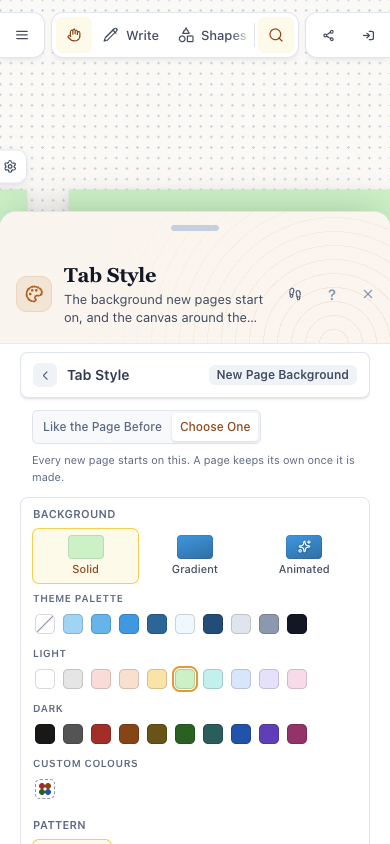 Write
Shapes
Tab Style
The background new pages start
on, and the canvas around the...
?
Tab Style
New Page Background
Like the Page Before
Choose One
Every new page starts on this. A page keeps its own once it is
made.
BACKGROUND
Solid
Gradient
Animated
THEME PALETTE
LIGHT
DARK
CUSTOM COLOURS
PATTERN